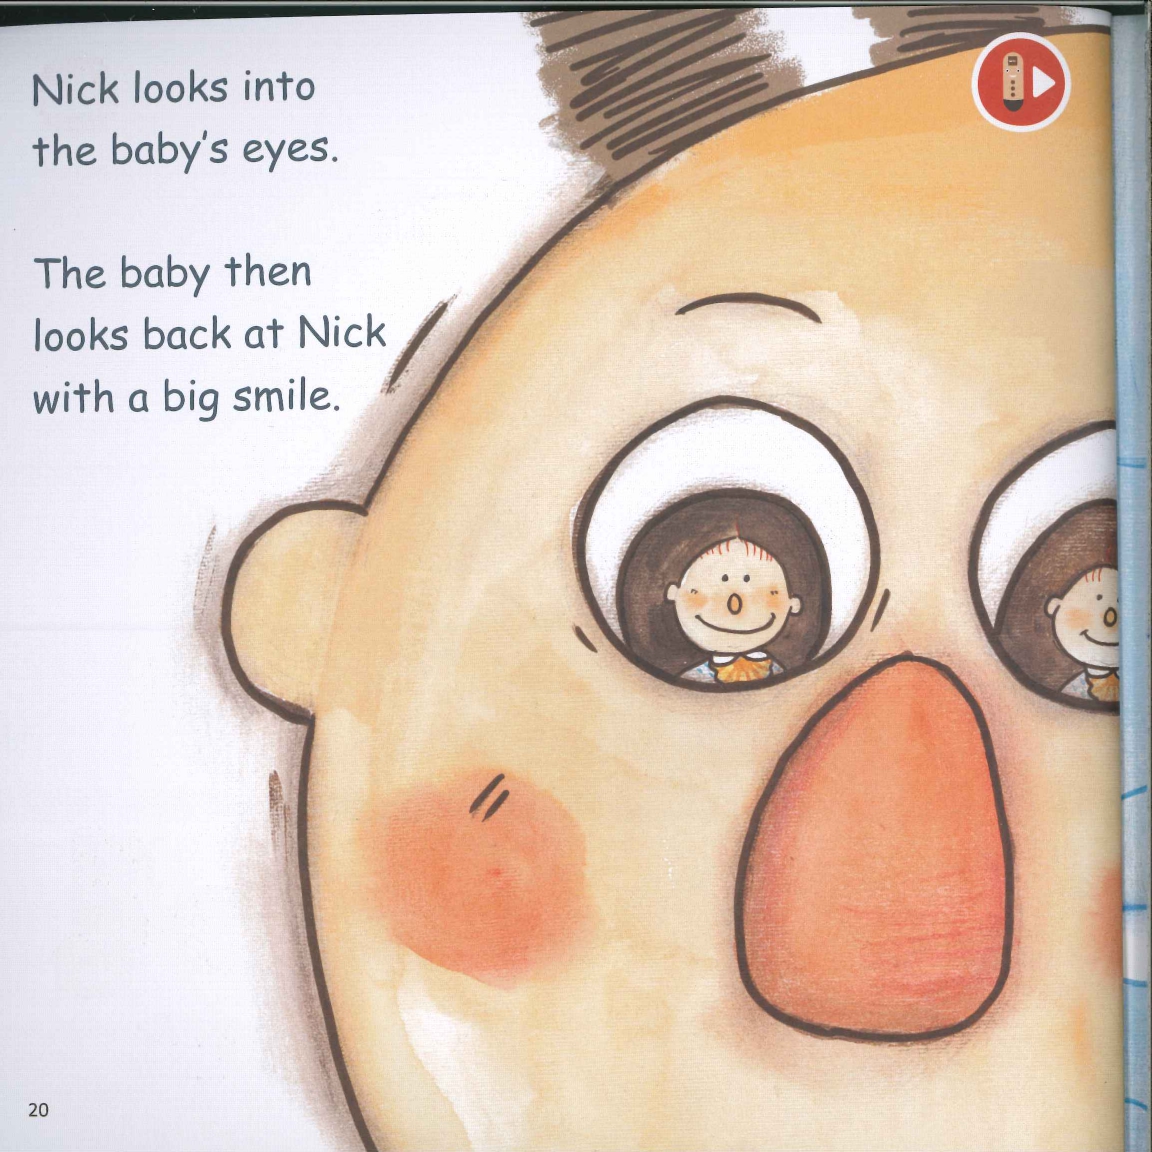 Nick looks into
the baby's eyes.
The baby then
looks back at Nick
with a big smile.
20